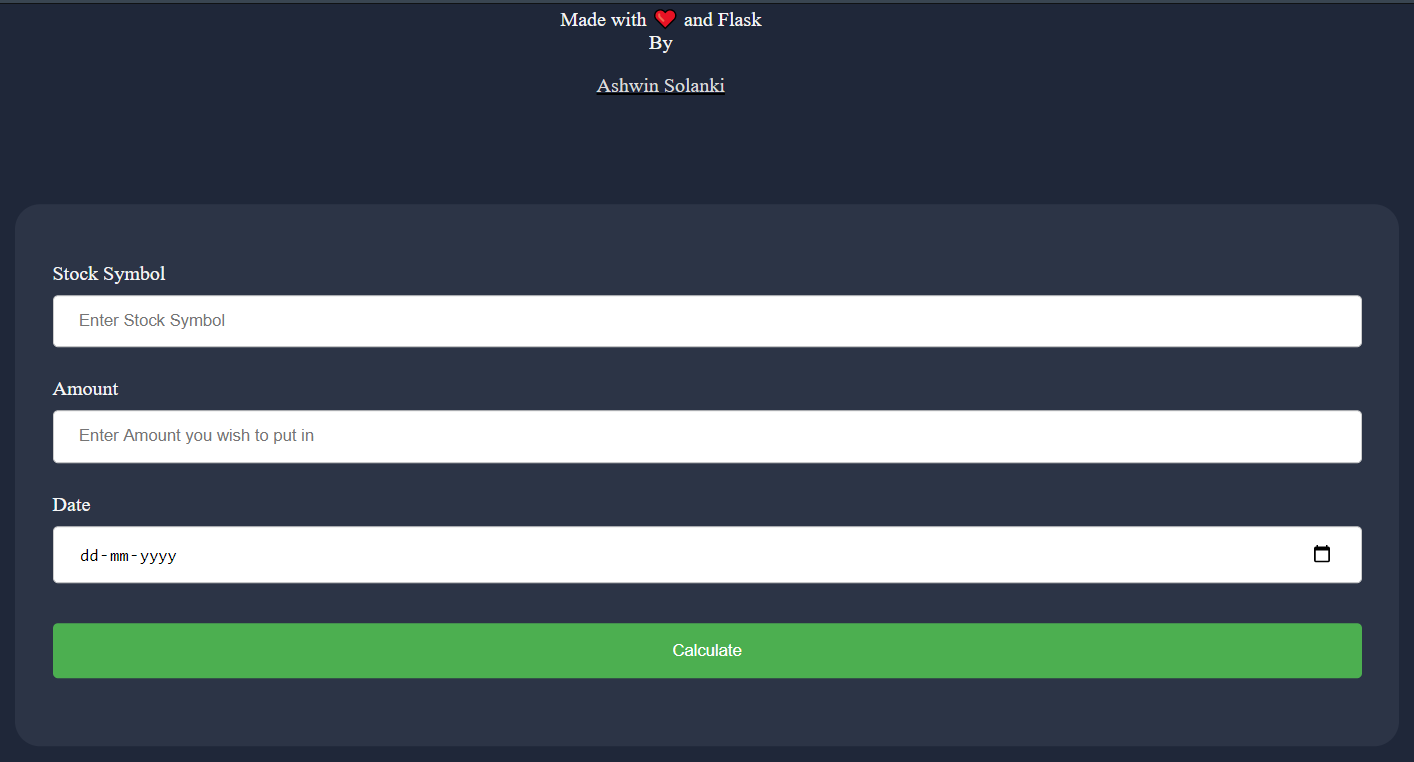 Made with ❤️ and Flask
By
Ashwin Solanki
Stock Symbol
Enter Stock Symbol
Amount
Enter Amount you wish to put in
Date
dd-mm-yyyy
Calculate